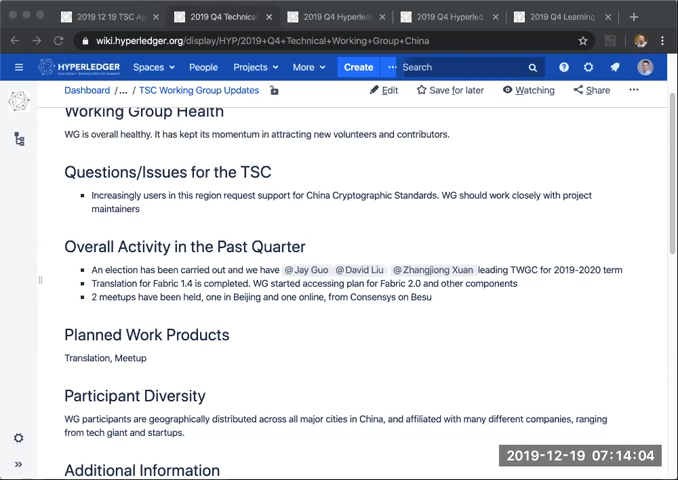 2019 12 19 TSC Ag
2019 Q4 Technical
2019 Q4 Hyperled
2019 Q4 Hyperled
2019 Q4 Learning
wiki.hyperledger.org/display/HYP/2019+Q4+Technical+Working+Group+China
HYPERLEDGER Spaces People Projects More Create Search
Dashboard /... / TSC Working Group Updates Edit Save for later Watching Share
Working Group Health
WG is overall healthy. It has kept its momentum in attracting new volunteers and contributors.
Questions/Issues for the TSC
Increasingly users in this region request support for China Cryptographic Standards. WG should work closely with project
maintainers
Overall Activity in the Past Quarter
An election has been carried out and we have @Jay Guo @David Liu @Zhangjiong Xuan leading TWGC for 2019-2020 term
Translation for Fabric 1.4 is completed. WG started accessing plan for Fabric 2.0 and other components
2 meetups have been held, one in Beijing and one online, from Consensys on Besu
Planned Work Products
Translation, Meetup
Participant Diversity
WG participants are geographically distributed across all major cities in China, and affiliated with many different companies, ranging
from tech giant and startups.
Additional Information
2019-12-19 07:14:04